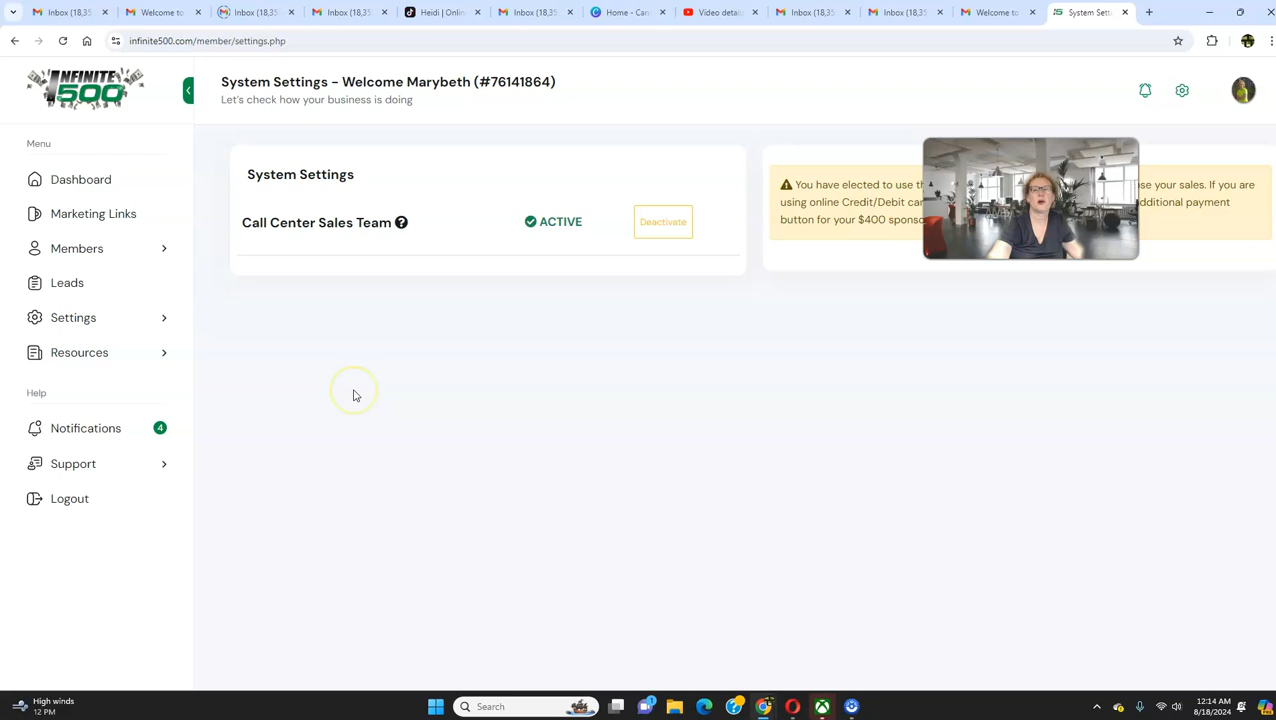 Inbox (18,35
Welcome to
Inbox (18,35
Inbox (18,35
Heidi | Onlin
Inbox (18,35
Home - Can
Video details
Inbox (18,35
Inbox (18,35
Welcome to
System Setti
infinite500.com/member/settings.php
INFINITE
500
System Settings - Welcome Marybeth (#76141864)
Let's check how your business is doing
Menu
Dashboard
Marketing Links
Members
Leads
Settings
Resources
Help
Notifications
4
Support
Logout
System Settings
Call Center Sales Team
ACTIVE
Deactivate
You have elected to use th
se your sales. If you are
using online Credit/Debit car
additional payment
button for your $400 sponso
High winds
12 PM
Search
1
12:14 AM
8/18/2024